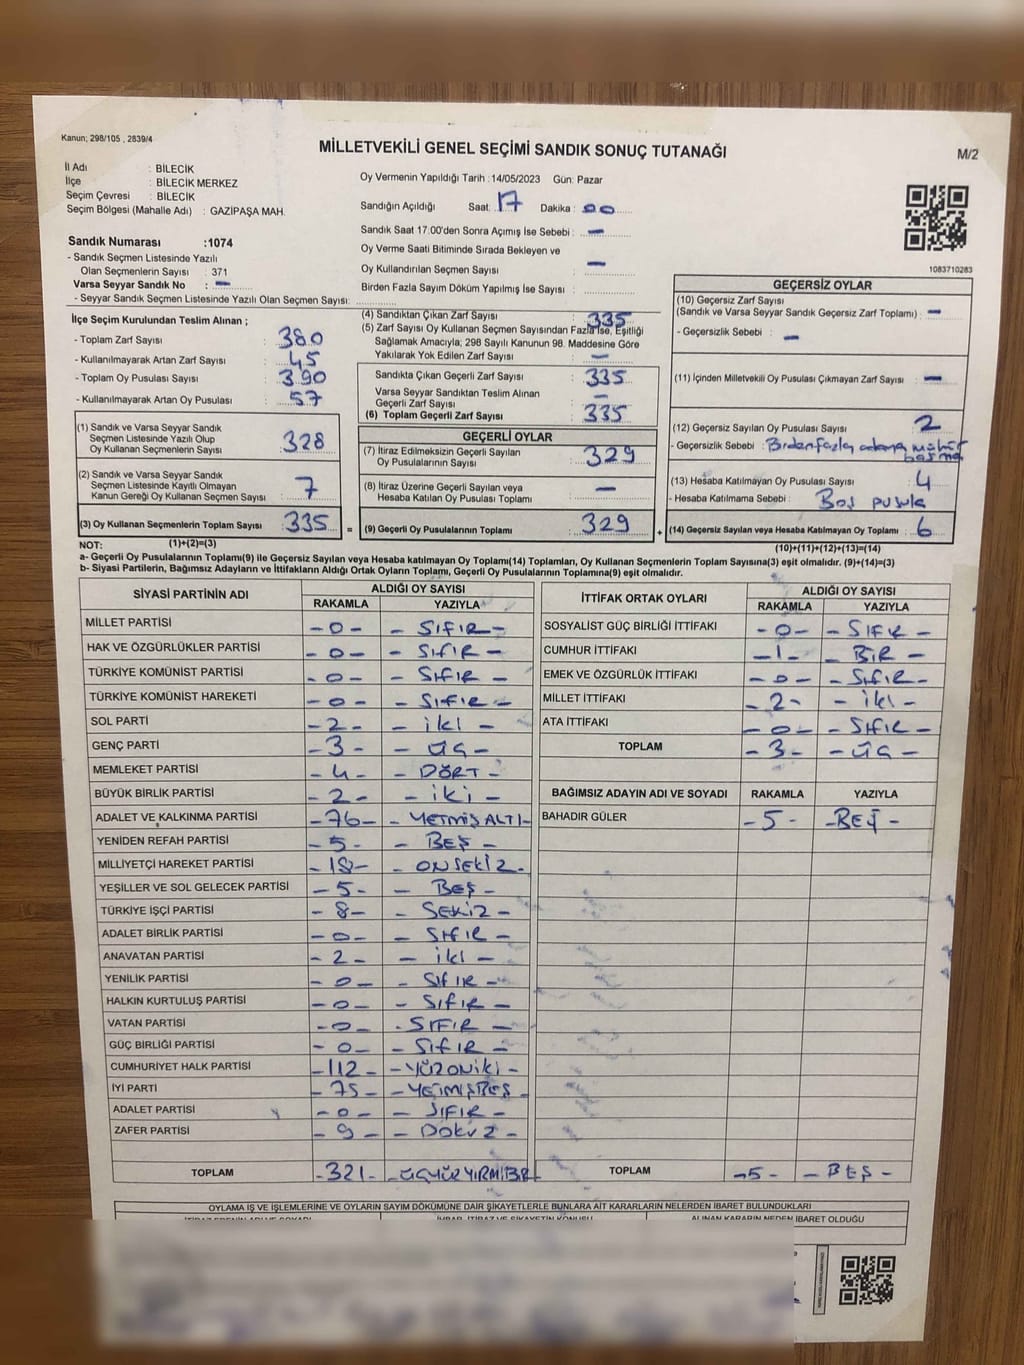 Kanun; 298/105 , 2839/4
MİLLETVEKİLİ GENEL SEÇİMİ SANDIK SONUÇ TUTANAĞI
M/2
İl Adı : BİLECİK
İlçe : BİLECİK MERKEZ
Seçim Çevresi : BİLECİK
Seçim Bölgesi (Mahalle Adı) : GAZİPAŞA MAH.
Oy Vermenin Yapıldığı Tarih :14/05/2023 Gün: Pazar
Sandığın Açıldığı Saat: 17 Dakika : 00
Sandık Saat 17:00'den Sonra Açımış İse Sebebi : –
Oy Verme Saati Bitiminde Sırada Bekleyen ve
Oy Kullandırılan Seçmen Sayısı : –
Birden Fazla Sayım Döküm Yapılmış İse Sayısı :
1083710283
Sandık Numarası :1074
- Sandık Seçmen Listesinde Yazılı
Olan Seçmenlerin Sayısı : 371
Varsa Seyyar Sandık No : –
- Seyyar Sandık Seçmen Listesinde Yazılı Olan Seçmen Sayısı:
İlçe Seçim Kurulundan Teslim Alınan ;
- Toplam Zarf Sayısı : 380
- Kullanılmayarak Artan Zarf Sayısı : 45
- Toplam Oy Pusulası Sayısı : 390
- Kullanılmayarak Artan Oy Pusulası : 57
(1) Sandık ve Varsa Seyyar Sandık
Seçmen Listesinde Yazılı Olup
Oy Kullanan Seçmenlerin Sayısı : 328
(2) Sandık ve Varsa Seyyar Sandık
Seçmen Listesinde Kayıtlı Olmayan
Kanun Gereği Oy Kullanan Seçmen Sayısı : 7
(3) Oy Kullanan Seçmenlerin Toplam Sayısı : 335 =
(1)+(2)=(3)
(4) Sandıktan Çıkan Zarf Sayısı : 335
(5) Zarf Sayısı Oy Kullanan Seçmen Sayısından Fazla İse, Eşitliği
Sağlamak Amacıyla; 298 Sayılı Kanunun 98. Maddesine Göre
Yakılarak Yok Edilen Zarf Sayısı : –
Sandıkta Çıkan Geçerli Zarf Sayısı : 335
Varsa Seyyar Sandıktan Teslim Alınan
Geçerli Zarf Sayısı : –
(6) Toplam Geçerli Zarf Sayısı : 335
GEÇERLİ OYLAR
(7) İtiraz Edilmeksizin Geçerli Sayılan
Oy Pusulalarının Sayısı : 329
(8) İtiraz Üzerine Geçerli Sayılan veya
Hesaba Katılan Oy Pusulası Toplamı : –
(9) Geçerli Oy Pusulalarının Toplamı : 329 +
GEÇERSİZ OYLAR
(10) Geçersiz Zarf Sayısı
(Sandık ve Varsa Seyyar Sandık Geçersiz Zarf Toplamı) : –
- Geçersizlik Sebebi : –
(11) İçinden Milletvekili Oy Pusulası Çıkmayan Zarf Sayısı : –
(12) Geçersiz Sayılan Oy Pusulası Sayısı : 2
- Geçersizlik Sebebi : Birden fazla adaya mühür
basma
(13) Hesaba Katılmayan Oy Pusulası Sayısı : 4
- Hesaba Katılmama Sebebi : Boş pusula
(14) Geçersiz Sayılan veya Hesaba Katılmayan Oy Toplamı : 6
(10)+(11)+(12)+(13)=(14)
NOT:
a- Geçerli Oy Pusulalarının Toplamı(9) ile Geçersiz Sayılan veya Hesaba katılmayan Oy Toplamı(14) Toplamları, Oy Kullanan Seçmenlerin Toplam Sayısına(3) eşit olmalıdır. (9)+(14)=(3)
b- Siyasi Partilerin, Bağımsız Adayların ve İttifakların Aldığı Ortak Oyların Toplamı, Geçerli Oy Pusulalarının Toplamına(9) eşit olmalıdır.
SİYASİ PARTİNİN ADI ALDIĞI OY SAYISI
RAKAMLA YAZIYLA
MİLLET PARTİSİ -0- - SIFIR -
HAK VE ÖZGÜRLÜKLER PARTİSİ -0- - SIFIR -
TÜRKİYE KOMÜNİST PARTİSİ -0- - SIFIR -
TÜRKİYE KOMÜNİST HAREKETİ -0- - SIFIR -
SOL PARTİ -2- - İKİ -
GENÇ PARTİ -3- - ÜÇ -
MEMLEKET PARTİSİ -4- - DÖRT -
BÜYÜK BİRLİK PARTİSİ -2- - İKİ -
ADALET VE KALKINMA PARTİSİ -76- - YETMİŞALTI -
YENİDEN REFAH PARTİSİ -5- - BEŞ -
MİLLİYETÇİ HAREKET PARTİSİ -18- - ONSEKİZ -
YEŞİLLER VE SOL GELECEK PARTİSİ -5- - BEŞ -
TÜRKİYE İŞÇİ PARTİSİ -8- - SEKİZ -
ADALET BİRLİK PARTİSİ -0- - SIFIR -
ANAVATAN PARTİSİ -2- - İKİ -
YENİLİK PARTİSİ -0- - SIFIR -
HALKIN KURTULUŞ PARTİSİ -0- - SIFIR -
VATAN PARTİSİ -0- - SIFIR -
GÜÇ BİRLİĞİ PARTİSİ -0- - SIFIR -
CUMHURİYET HALK PARTİSİ -112- - YÜZONİKİ -
İYİ PARTİ -75- - YETMİŞBEŞ -
ADALET PARTİSİ -0- - SIFIR -
ZAFER PARTİSİ -9- - DOKUZ -
TOPLAM -321- - ÜÇYÜZYİRMİBİR -
İTTİFAK ORTAK OYLARI ALDIĞI OY SAYISI
RAKAMLA YAZIYLA
SOSYALIST GÜÇ BİRLİĞİ İTTİFAKI -0- - SIFIR -
CUMHUR İTTİFAKI -1- - BİR -
EMEK VE ÖZGÜRLÜK İTTİFAKI -0- - SIFIR -
MİLLET İTTİFAKI -2- - İKİ -
ATA İTTİFAKI -0- - SIFIR -
TOPLAM -3- - ÜÇ -
BAĞIMSIZ ADAYIN ADI VE SOYADI RAKAMLA YAZIYLA
BAHADIR GÜLER -5- - BEŞ -
TOPLAM -5- - BEŞ -
OYLAMA İŞ VE İŞLEMLERİNE VE OYLARIN SAYIM DÖKÜMÜNE DAİR ŞİKAYETLERLE BUNLARA AİT KARARLARIN NELERDEN İBARET BULUNDUKLARI
ALINAN KARARIN NEDEN İBARET OLDUĞU